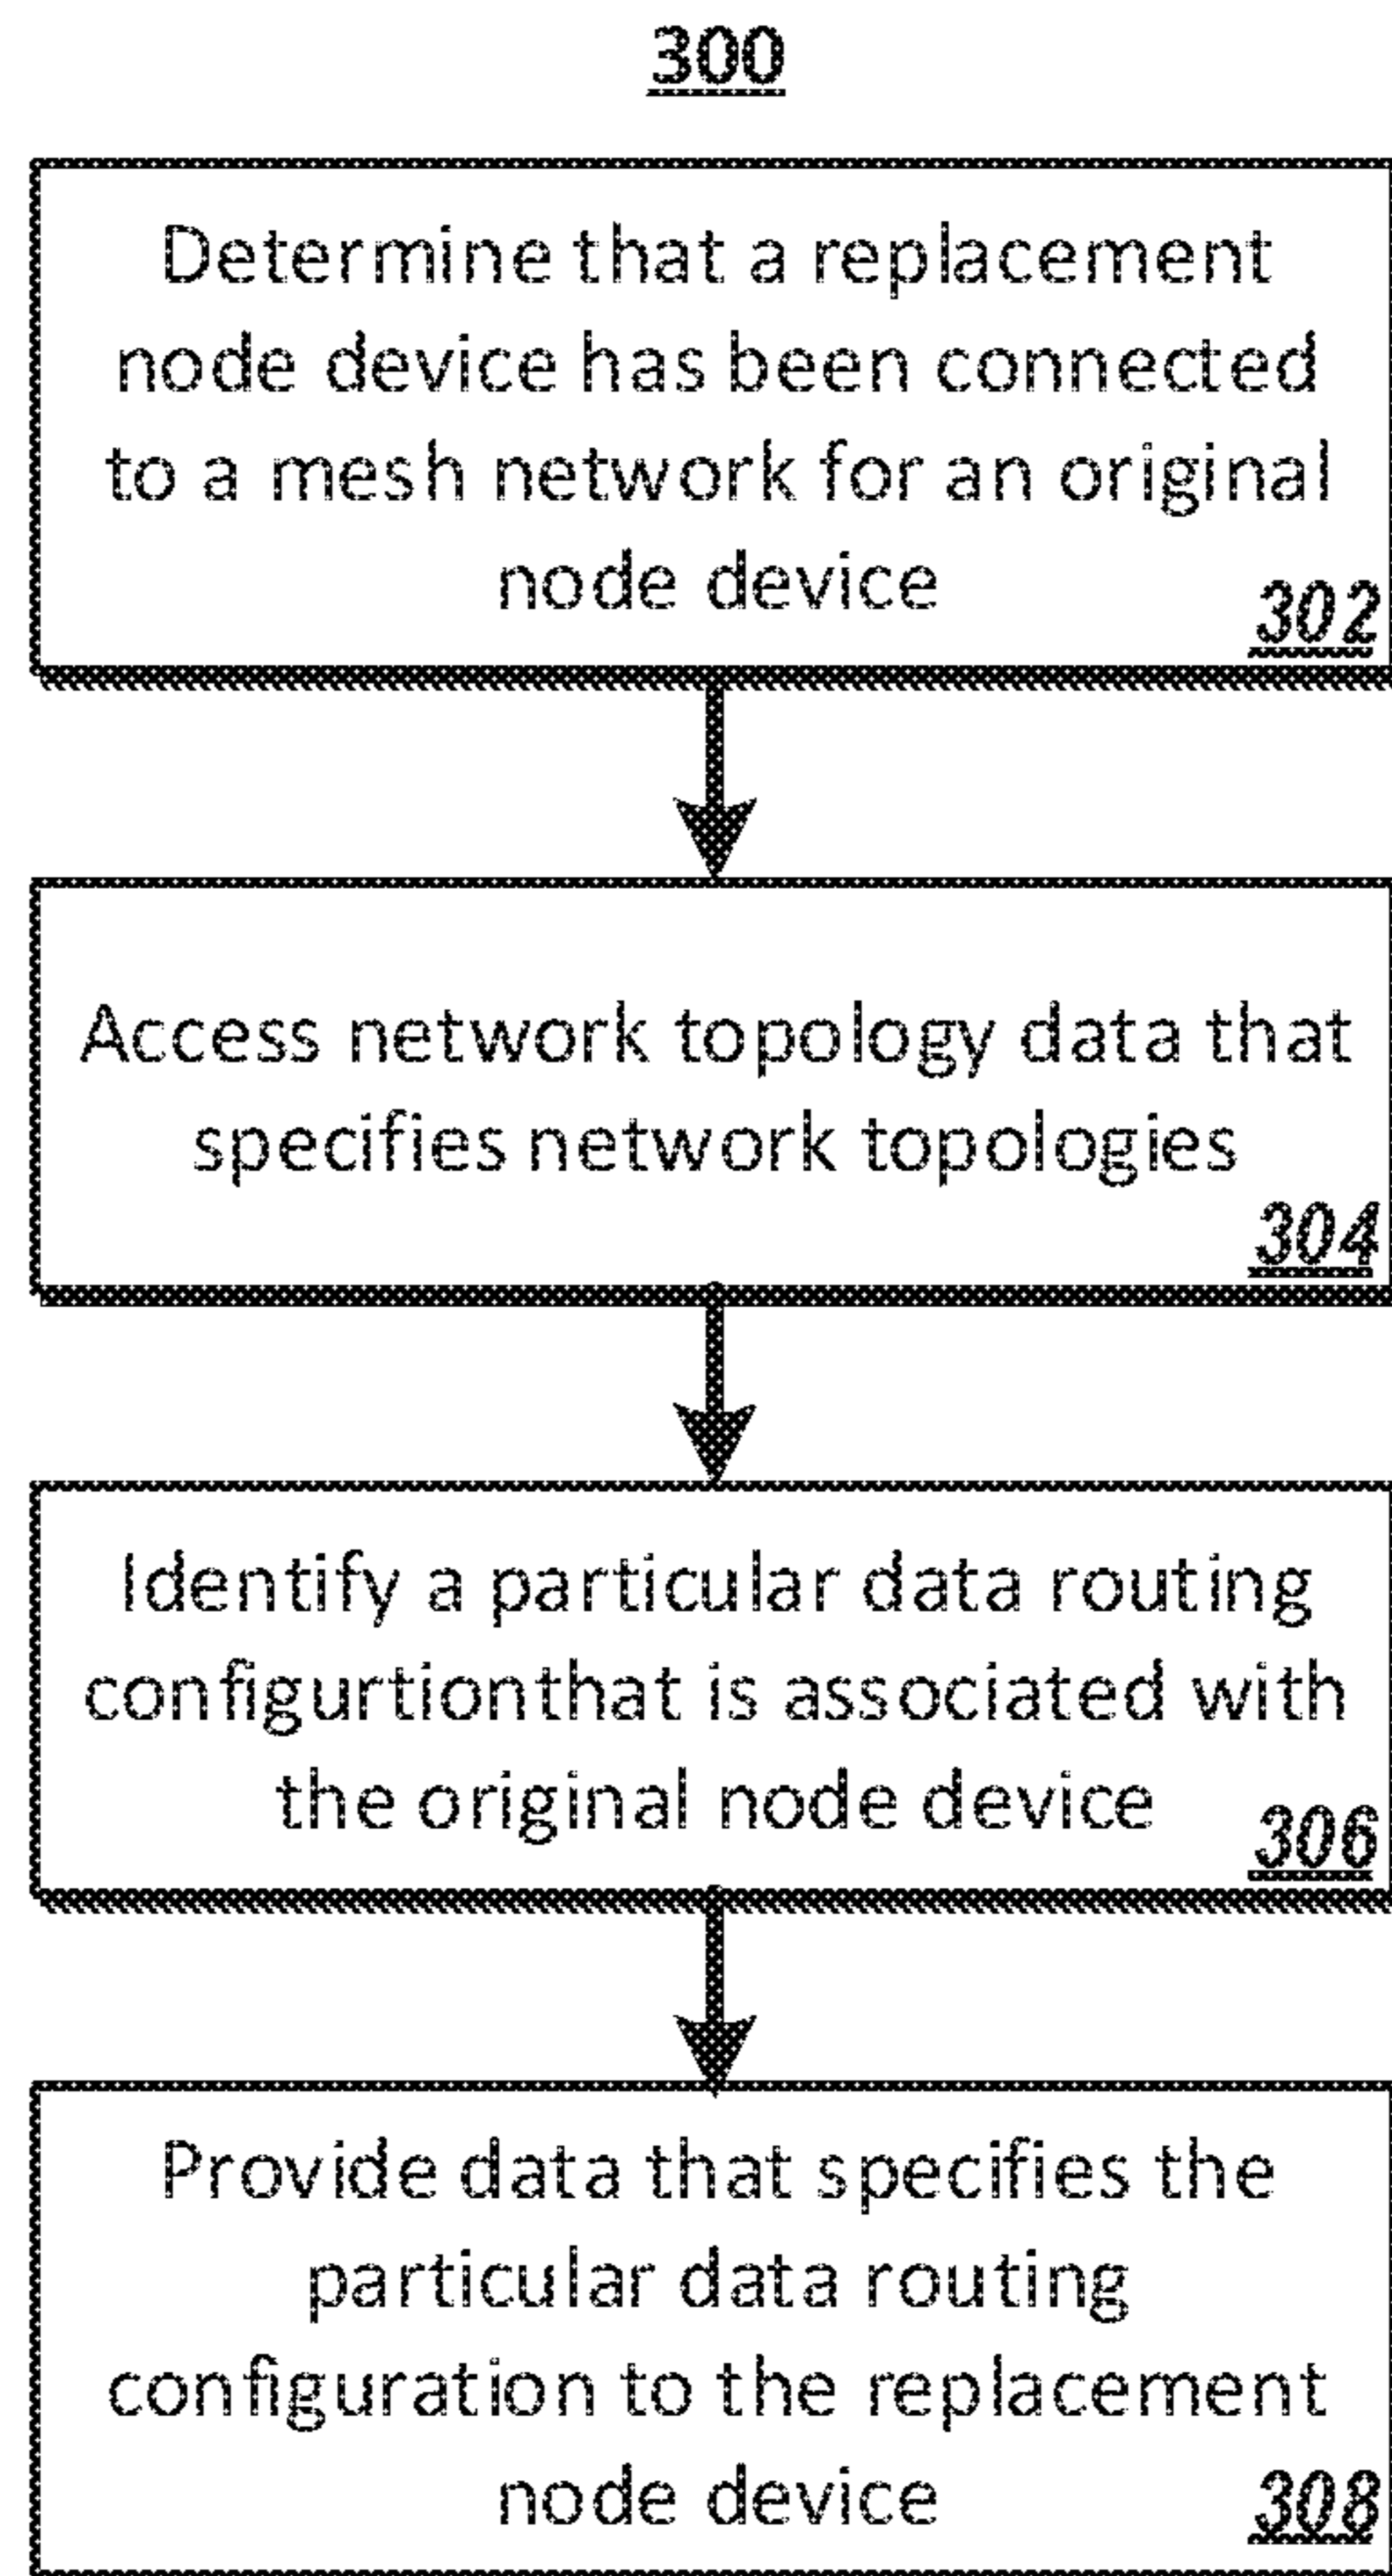 300
Determine that a replacement
node device has been connected
to a mesh network for an original
node device
302
Access network topology data that
specifies network topologies
304
Identify a particular data routing
configurtionthat is associated with
the original node device
306
Provide data that specifies the
particular data routing
configuration to the replacement
node device
308